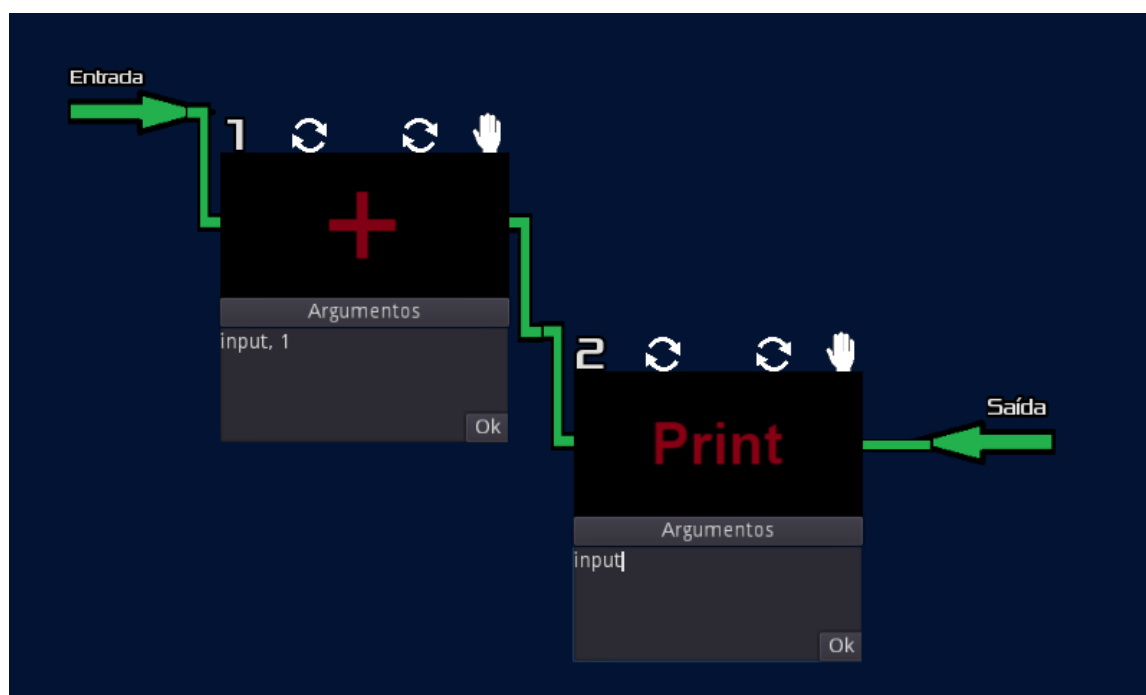 Entrada
1
+
Argumentos
input, 1
Ok
2
Print
Saída
Argumentos
input
Ok